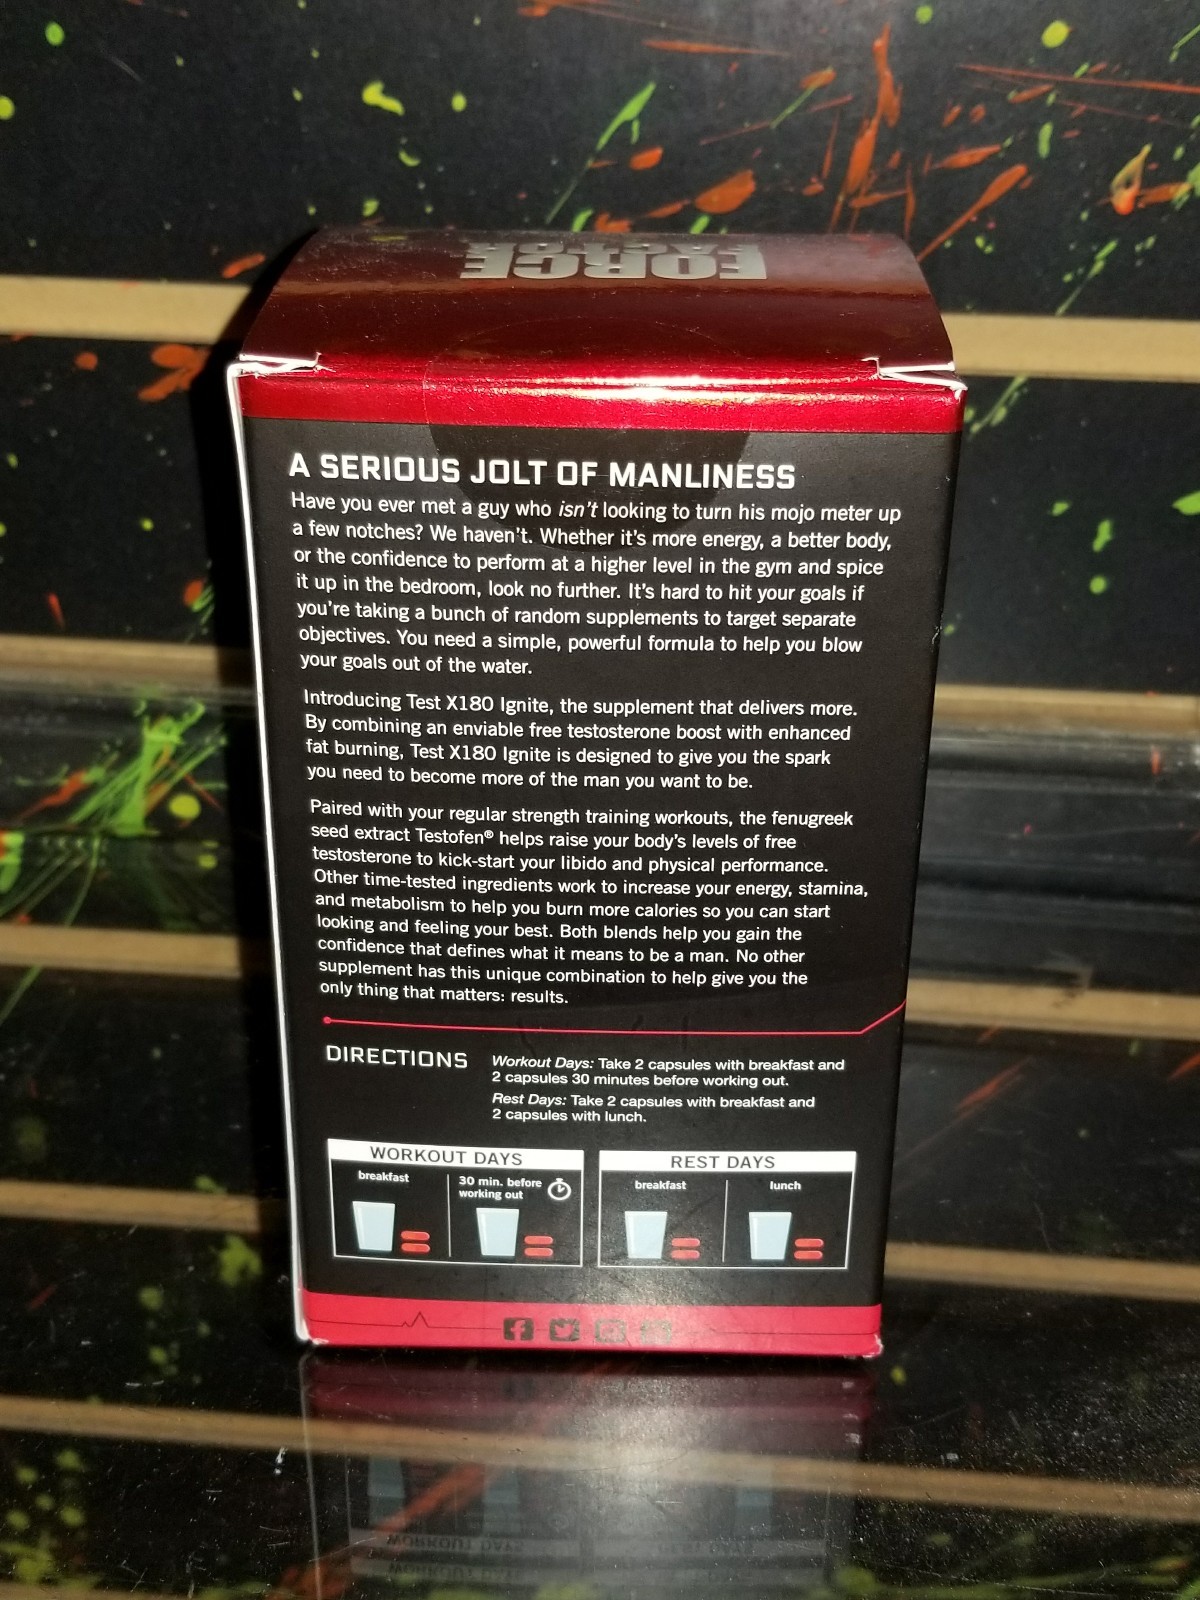 FORCE
FACTOR
A SERIOUS JOLT OF MANLINESS
Have you ever met a guy who isn't looking to turn his mojo meter up
a few notches? We haven't. Whether it's more energy, a better body,
or the confidence to perform at a higher level in the gym and spice
it up in the bedroom, look no further. It's hard to hit your goals if
you're taking a bunch of random supplements to target separate
objectives. You need a simple, powerful formula to help you blow
your goals out of the water.
Introducing Test X180 Ignite, the supplement that delivers more.
By combining an enviable free testosterone boost with enhanced
fat burning, Test X180 Ignite is designed to give you the spark
you need to become more of the man you want to be.
Paired with your regular strength training workouts, the fenugreek
seed extract Testofen® helps raise your body's levels of free
testosterone to kick-start your libido and physical performance.
Other time-tested ingredients work to increase your energy, stamina,
and metabolism to help you burn more calories so you can start
looking and feeling your best. Both blends help you gain the
confidence that defines what it means to be a man. No other
supplement has this unique combination to help give you the
only thing that matters: results.
DIRECTIONS
Workout Days: Take 2 capsules with breakfast and
2 capsules 30 minutes before working out.
Rest Days: Take 2 capsules with breakfast and
2 capsules with lunch.
WORKOUT DAYS
breakfast
30 min. before
working out
REST DAYS
breakfast
lunch